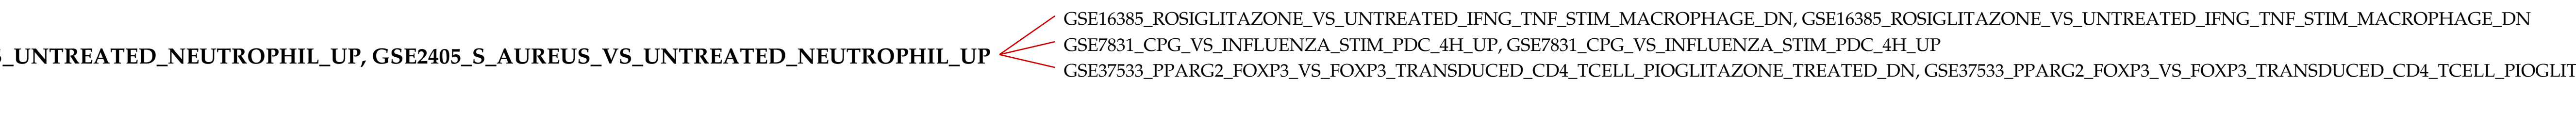 GSE16385_ROSIGLITAZONE_VS_UNTREATED_IFNG_TNF_STIM_MACROPHAGE_DN, GSE16385_ROSIGLITAZONE_VS_UNTREATED_IFNG_TNF_STIM_MACROPHAGE_DN
GSE7831_CPG_VS_INFLUENZA_STIM_PDC_4H_UP, GSE7831_CPG_VS_INFLUENZA_STIM_PDC_4H_UP
_UNTREATED_NEUTROPHIL_UP, GSE2405_S_AUREUS_VS_UNTREATED_NEUTROPHIL_UP
GSE37533_PPARG2_FOXP3_VS_FOXP3_TRANSDUCED_CD4_TCELL_PIOGLITAZONE_TREATED_DN, GSE37533_PPARG2_FOXP3_VS_FOXP3_TRANSDUCED_CD4_TCELL_PIOGLIT